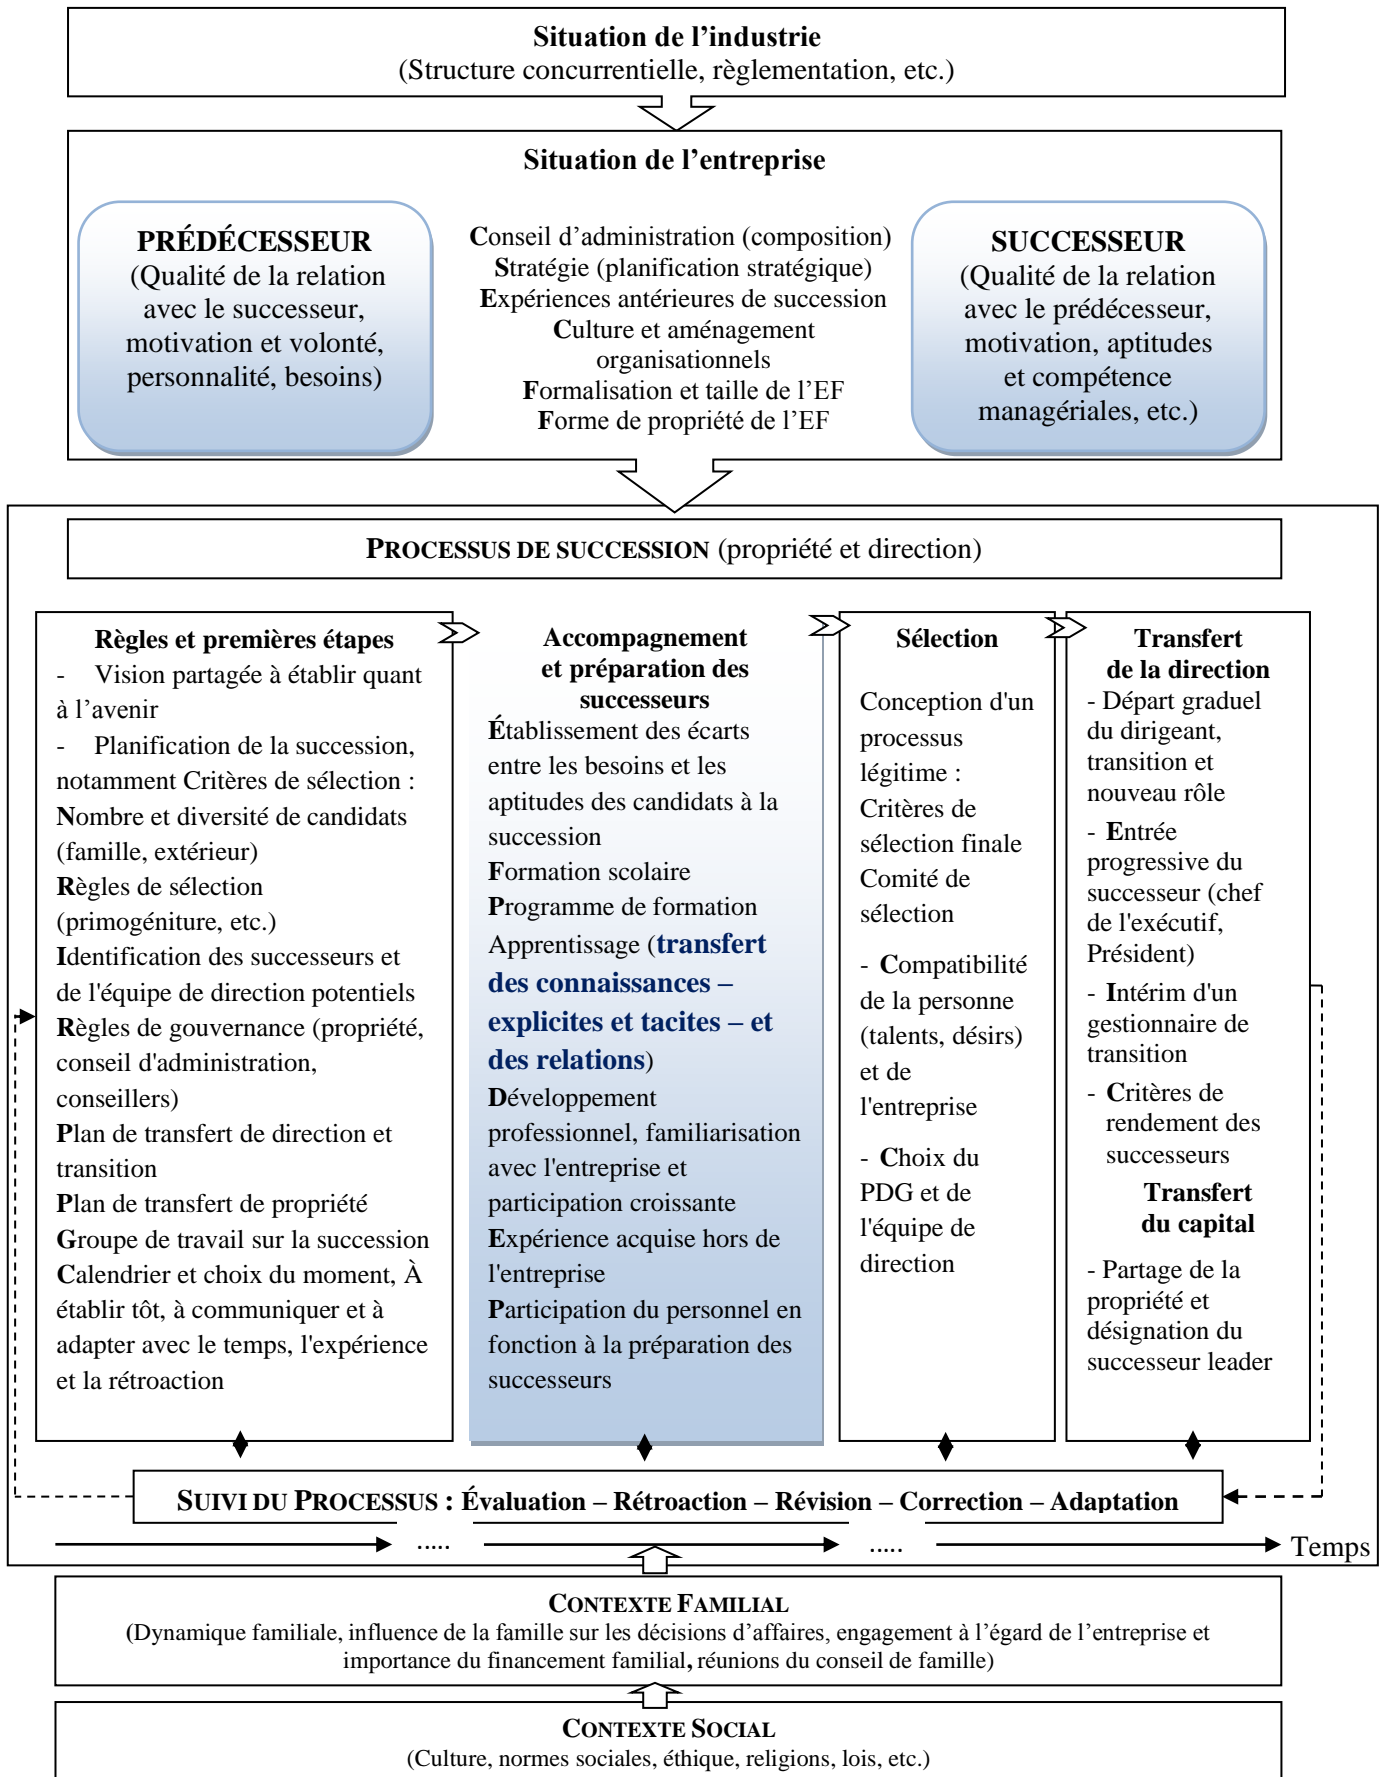 Situation de l’industrie
(Structure concurrentielle, règlementation, etc.)
Situation de l’entreprise
PRÉDÉCESSEUR
(Qualité de la relation
avec le successeur,
motivation et volonté,
personnalité, besoins)
Conseil d’administration (composition)
Stratégie (planification stratégique)
Expériences antérieures de succession
Culture et aménagement
organisationnels
Formalisation et taille de l’EF
Forme de propriété de l’EF
SUCCESSEUR
(Qualité de la relation
avec le prédécesseur,
motivation, aptitudes
et compétence
managériales, etc.)
PROCESSUS DE SUCCESSION (propriété et direction)
Règles et premières étapes
- Vision partagée à établir quant
à l’avenir
- Planification de la succession,
notamment Critères de sélection :
Nombre et diversité de candidats
(famille, extérieur)
Règles de sélection
(primogéniture, etc.)
Identification des successeurs et
de l'équipe de direction potentiels
Règles de gouvernance (propriété,
conseil d'administration,
conseillers)
Plan de transfert de direction et
transition
Plan de transfert de propriété
Groupe de travail sur la succession
Calendrier et choix du moment, À
établir tôt, à communiquer et à
adapter avec le temps, l'expérience
et la rétroaction
Accompagnement
et préparation des
successeurs
Établissement des écarts
entre les besoins et les
aptitudes des candidats à la
succession
Formation scolaire
Programme de formation
Apprentissage (transfert
des connaissances –
explicites et tacites – et
des relations)
Développement
professionnel, familiarisation
avec l'entreprise et
participation croissante
Expérience acquise hors de
l'entreprise
Participation du personnel en
fonction à la préparation des
successeurs
Sélection
Conception d'un
processus
légitime :
Critères de
sélection finale
Comité de
sélection
- Compatibilité
de la personne
(talents, désirs)
et de
l'entreprise
- Choix du
PDG et de
l'équipe de
direction
Transfert
de la direction
- Départ graduel
du dirigeant,
transition et
nouveau rôle
- Entrée
progressive du
successeur (chef
de l'exécutif,
Président)
- Intérim d'un
gestionnaire de
transition
- Critères de
rendement des
successeurs
Transfert
du capital
- Partage de la
propriété et
désignation du
successeur leader
SUIVI DU PROCESSUS : Évaluation – Rétroaction – Révision – Correction – Adaptation
..... ..... Temps
CONTEXTE FAMILIAL
(Dynamique familiale, influence de la famille sur les décisions d’affaires, engagement à l’égard de l’entreprise et
importance du financement familial, réunions du conseil de famille)
CONTEXTE SOCIAL
(Culture, normes sociales, éthique, religions, lois, etc.)